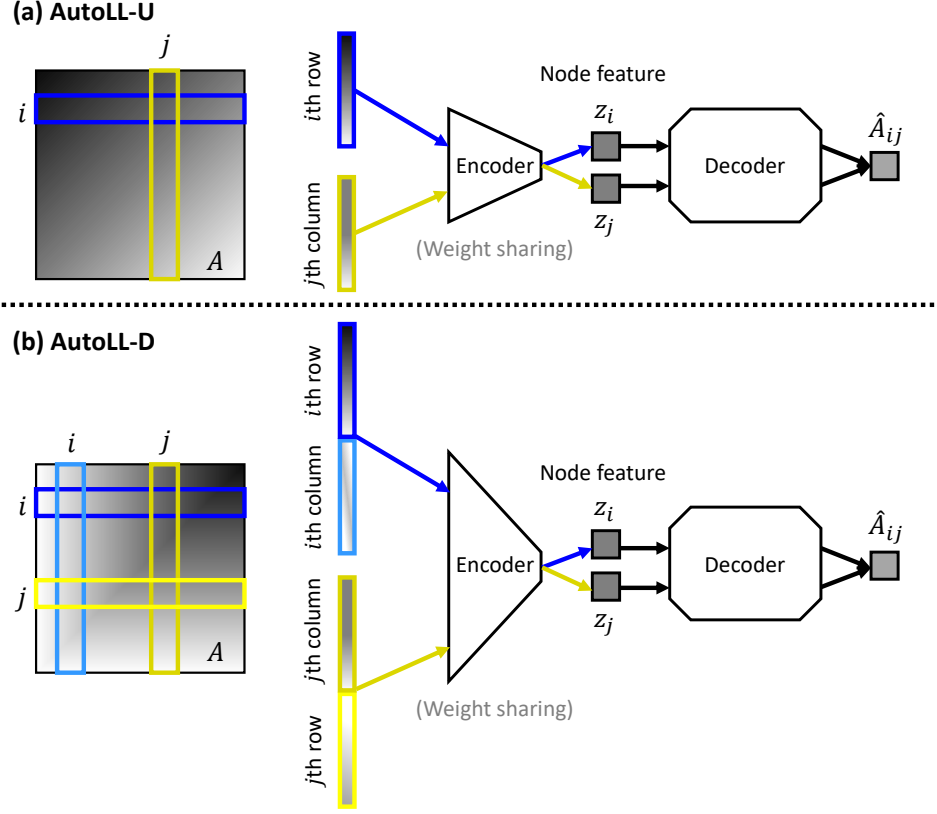 (a) AutoLL-U
j
i
A
ith row
jth column
Encoder
(Weight sharing)
Node feature
z_i
z_j
Decoder
Â_ij
(b) AutoLL-D
i
j
i
j
A
ith row
ith column
jth column
jth row
Encoder
(Weight sharing)
Node feature
z_i
z_j
Decoder
Â_ij